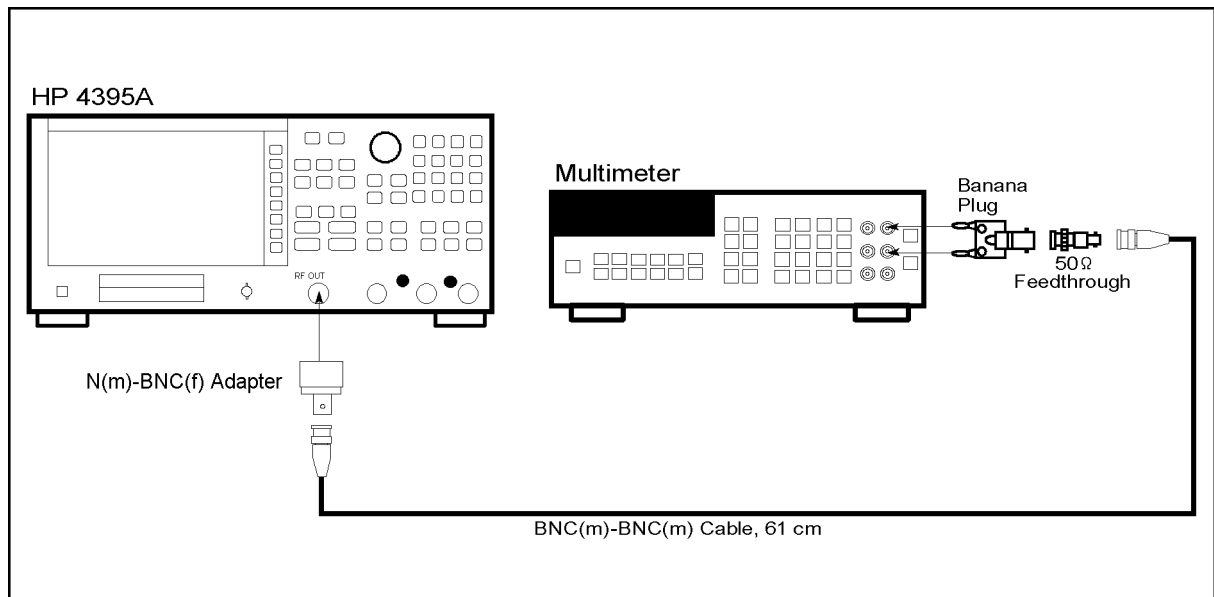 HP 4395A
Multimeter
Banana
Plug
RF OUT
50Ω
Feedthrough
N(m)-BNC(f) Adapter
BNC(m)-BNC(m) Cable, 61 cm